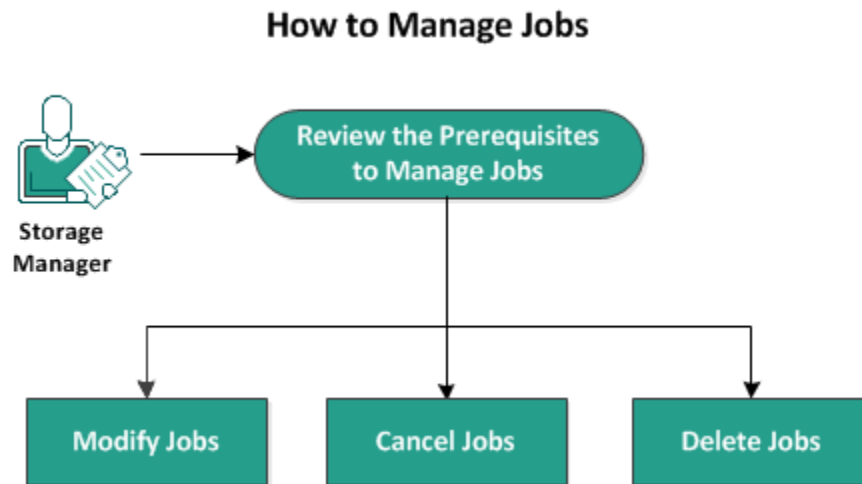 How to Manage Jobs
Review the Prerequisites
to Manage Jobs
Storage
Manager
Modify Jobs
Cancel Jobs
Delete Jobs